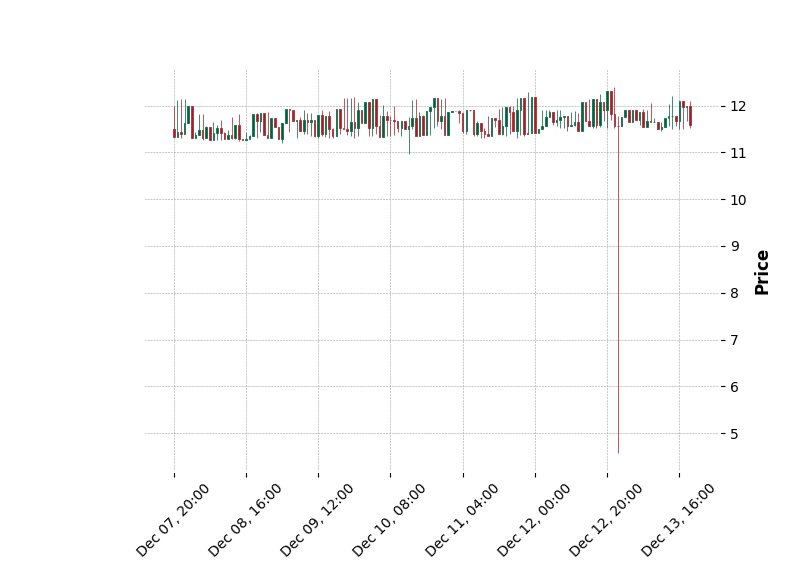 12
11
10
9
8
7
6
5
Price
Dec 07, 20:00
Dec 08, 16:00
Dec 09, 12:00
Dec 10, 08:00
Dec 11, 04:00
Dec 12, 00:00
Dec 12, 20:00
Dec 13, 16:00